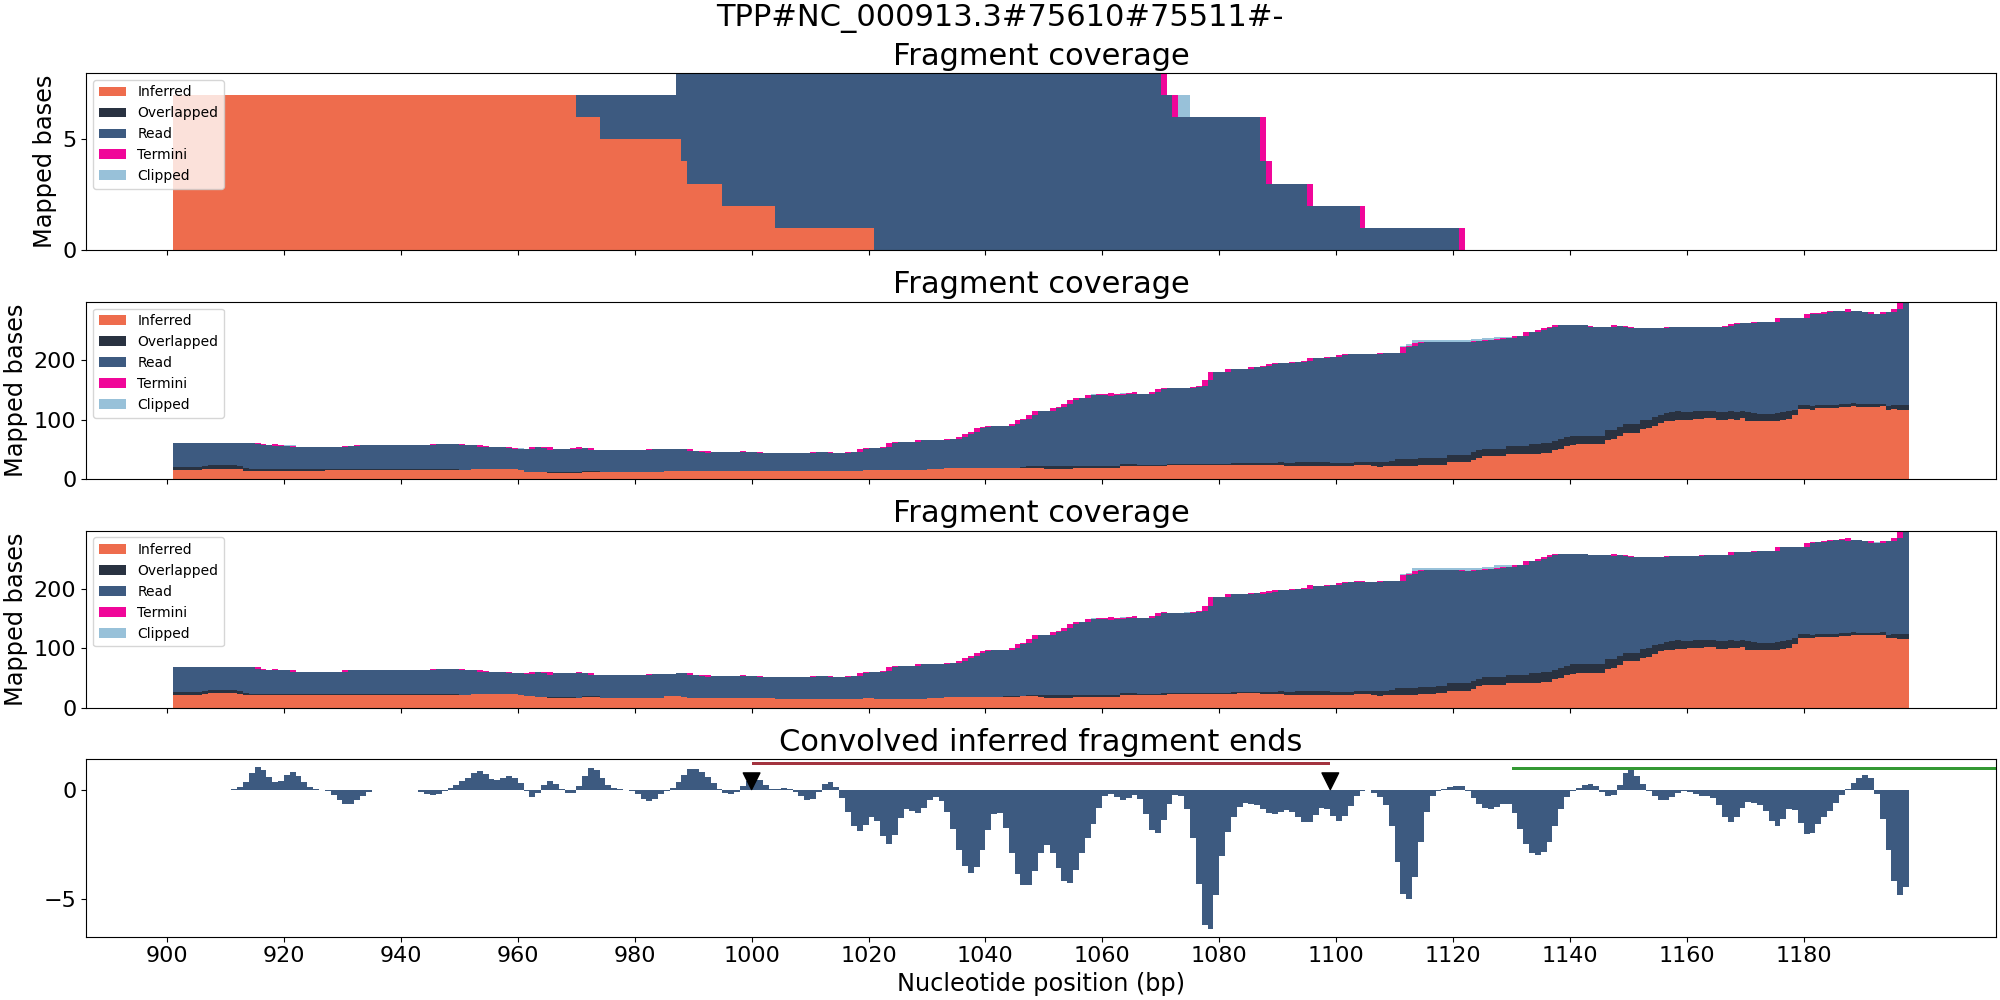 TPP#NC_000913.3#75610#75511#-
Fragment coverage
Mapped bases
5
0
Inferred
Overlapped
Read
Termini
Clipped
Fragment coverage
Mapped bases
200
100
0
Inferred
Overlapped
Read
Termini
Clipped
Fragment coverage
Mapped bases
200
100
0
Inferred
Overlapped
Read
Termini
Clipped
Convolved inferred fragment ends
0
−5
900 920 940 960 980 1000 1020 1040 1060 1080 1100 1120 1140 1160 1180
Nucleotide position (bp)